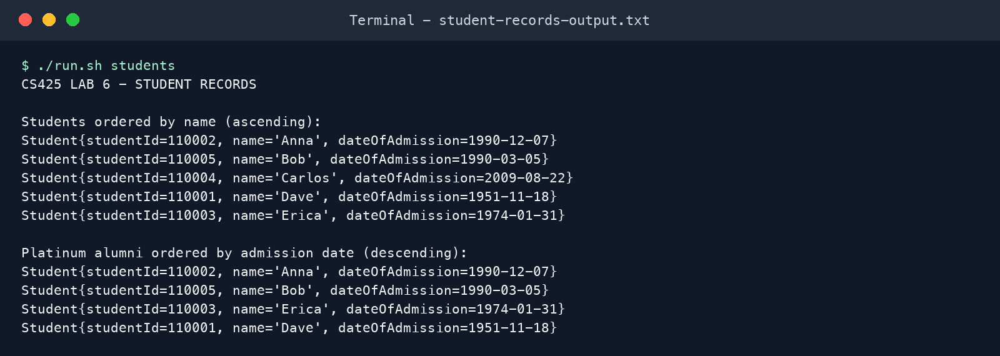 Terminal - student-records-output.txt
$ ./run.sh students
CS425 LAB 6 - STUDENT RECORDS
Students ordered by name (ascending):
Student{studentId=110002, name='Anna', dateOfAdmission=1990-12-07}
Student{studentId=110005, name='Bob', dateOfAdmission=1990-03-05}
Student{studentId=110004, name='Carlos', dateOfAdmission=2009-08-22}
Student{studentId=110001, name='Dave', dateOfAdmission=1951-11-18}
Student{studentId=110003, name='Erica', dateOfAdmission=1974-01-31}
Platinum alumni ordered by admission date (descending):
Student{studentId=110002, name='Anna', dateOfAdmission=1990-12-07}
Student{studentId=110005, name='Bob', dateOfAdmission=1990-03-05}
Student{studentId=110003, name='Erica', dateOfAdmission=1974-01-31}
Student{studentId=110001, name='Dave', dateOfAdmission=1951-11-18}